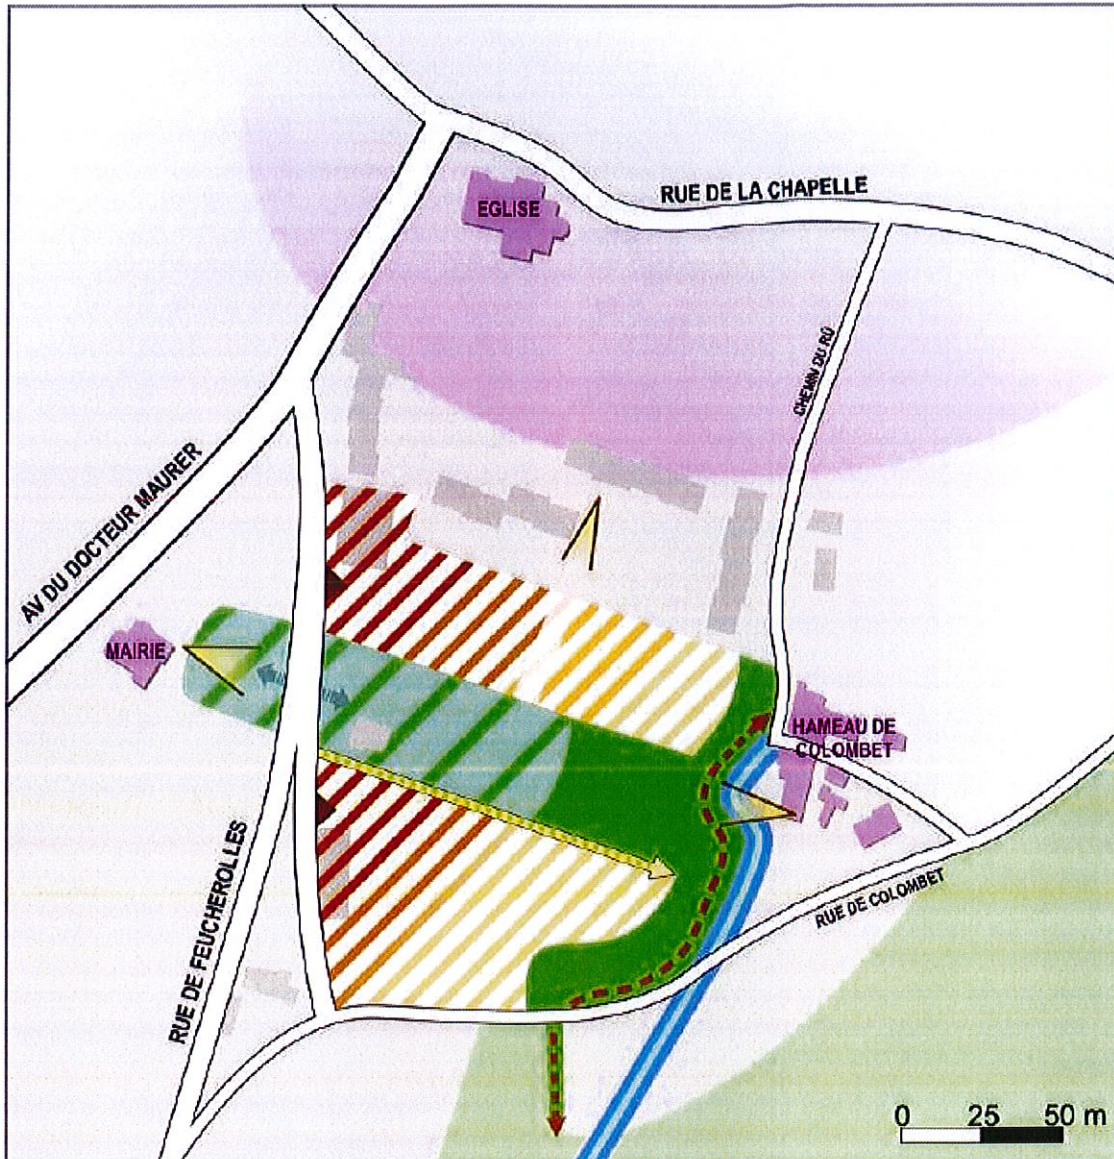 EGLISE
RUE DE LA CHAPELLE
CHEMIN DU RÛ
AV DU DOCTEUR MAURER
MAIRIE
HAMEAU DE
COLOMBET
RUE DE FEUCHEROLLES
RUE DE COLOMBET
0 25 50 m